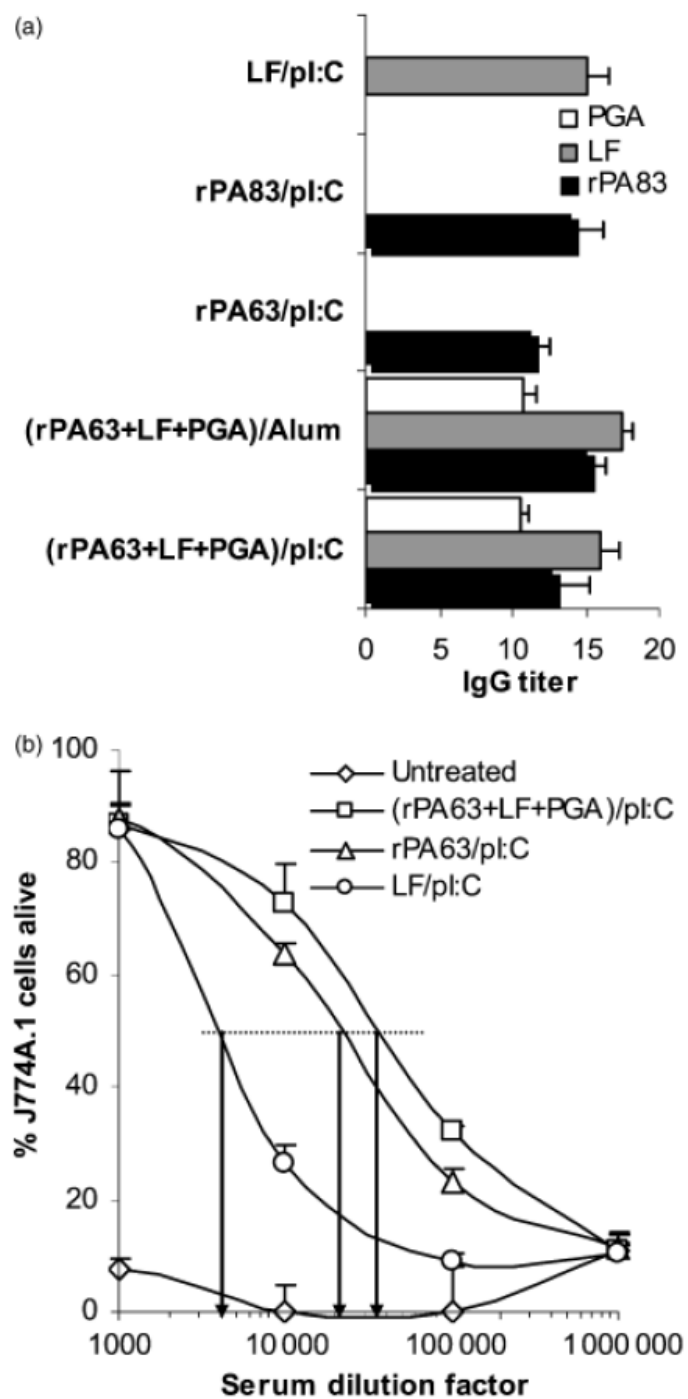 (a)
LF/pI:C
PGA
LF
rPA83
rPA83/pI:C
rPA63/pI:C
(rPA63+LF+PGA)/Alum
(rPA63+LF+PGA)/pI:C
0 5 10 15 20
IgG titer
(b)
100
80
60
40
20
0
% J774A.1 cells alive
Untreated
(rPA63+LF+PGA)/pI:C
rPA63/pI:C
LF/pI:C
1000 10 000 100 000 1000 000
Serum dilution factor